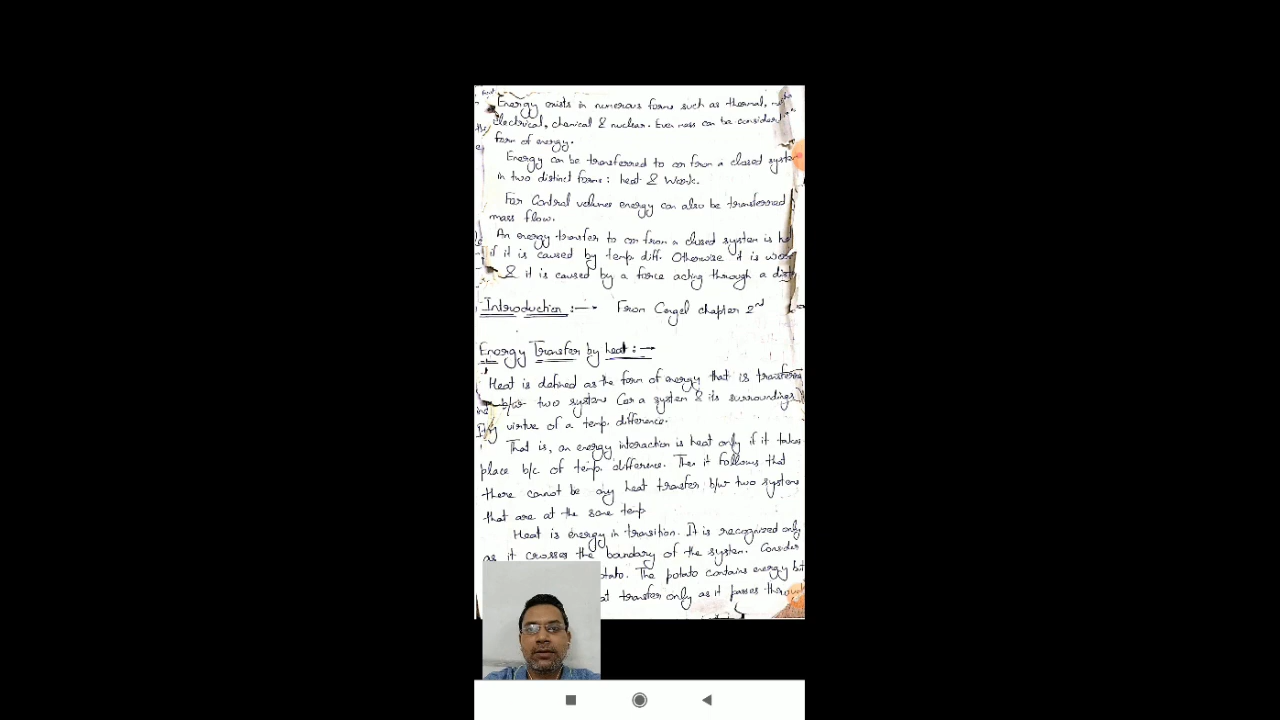 Energy exists in numerous forms such as thermal,
electrical, chemical & nuclear. Even mass can be consider
form of energy.
Energy can be transferred to or from a closed system
in two distinct forms: heat & Work.
For Control volumes energy can also be transferred
mass flow.
An energy transfer to or from a closed system is
if it is caused by temp. diff. Otherwise it is
& it is caused by a force acting through a
Introduction :— From Cengel chapter 2nd
Energy Transfer by heat :—
Heat is defined as the form of energy that is
b/w two systems (or a system & its surroundings
virtue of a temp. difference.
That is, an energy interaction is heat only if it takes
place b/c of temp. difference. Then it follows that
there cannot be any heat transfer b/w two systems
that are at the same temp
Heat is energy in transition. It is recognized only
as it crosses the boundary of the system. Consider
The potato contains energy but
transfer only as it passes through